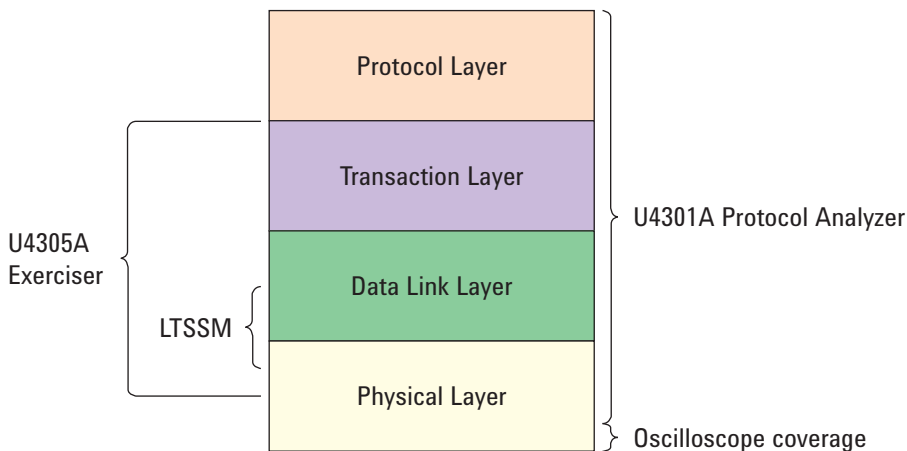 Protocol Layer
Transaction Layer
U4301A Protocol Analyzer
U4305A
Exerciser
Data Link Layer
LTSSM
Physical Layer
Oscilloscope coverage